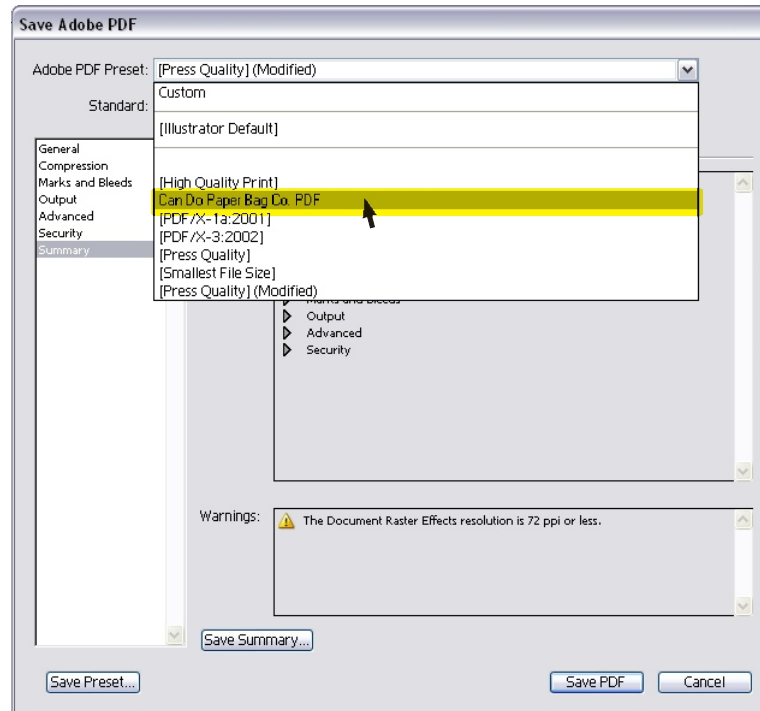 Save Adobe PDF
Adobe PDF Preset: [Press Quality] (Modified)
Custom
Standard:
[Illustrator Default]
General
Compression
Marks and Bleeds
[High Quality Print]
Output
Can Do Paper Bag Co. PDF
Advanced
[PDF/X-1a:2001]
Security
[PDF/X-3:2002]
Summary
[Press Quality]
[Smallest File Size]
[Press Quality] (Modified)
Marks and Bleeds
Output
Advanced
Security
Warnings:
The Document Raster Effects resolution is 72 ppi or less.
Save Summary...
Save Preset...
Save PDF
Cancel